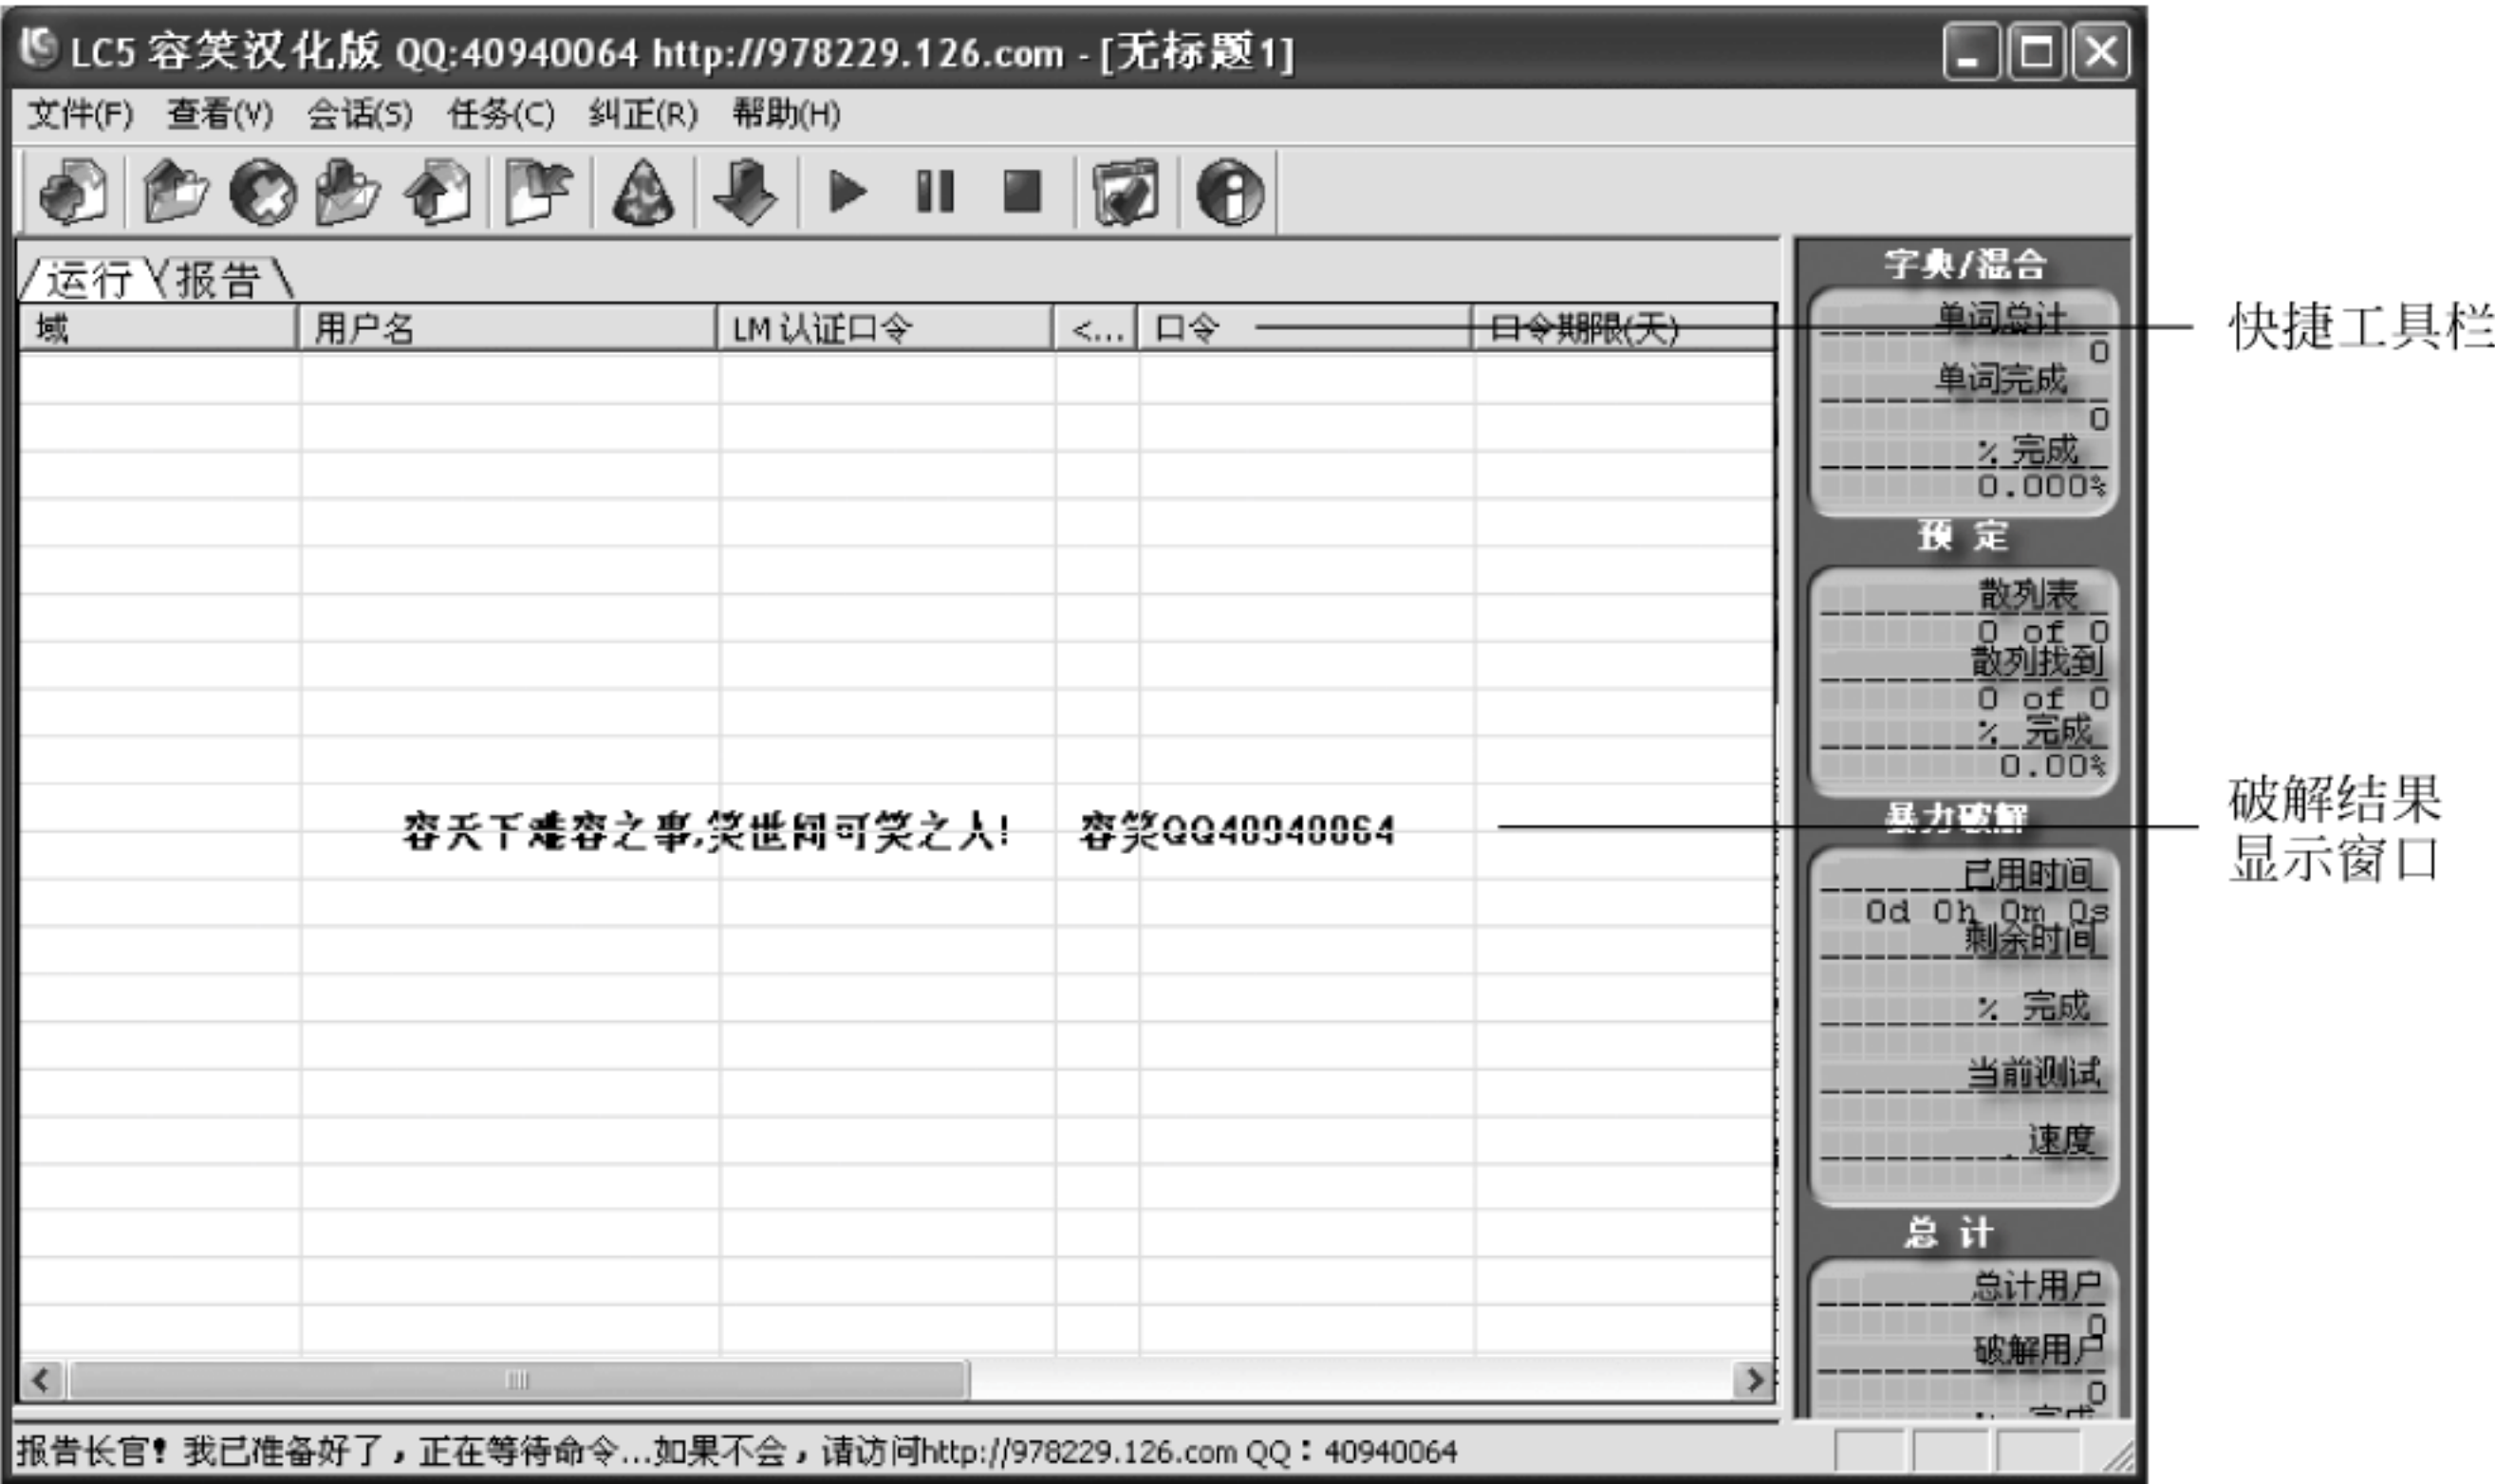 LC5 容笑汉化版 QQ:40940064 http://978229.126.com - [无标题1]
文件(F) 查看(V) 会话(S) 任务(C) 纠正(R) 帮助(H)
运行 报告
域 用户名 LM 认证口令 <... 口令 口令期限(天)
字典/混合
单词总计
0
单词完成
0
% 完成
0.000%
预 定
散列表
0 of 0
散列找到
0 of 0
% 完成
0.00%
暴力破解
已用时间
0d 0h 0m 0s
剩余时间
% 完成
当前测试
速度
总 计
总计用户
0
破解用户
0
% 完成
快捷工具栏
破解结果
显示窗口
容天下难容之事,笑世间可笑之人! 容笑QQ40940064
报告长官！我已准备好了，正在等待命令...如果不会，请访问http://978229.126.com QQ：40940064